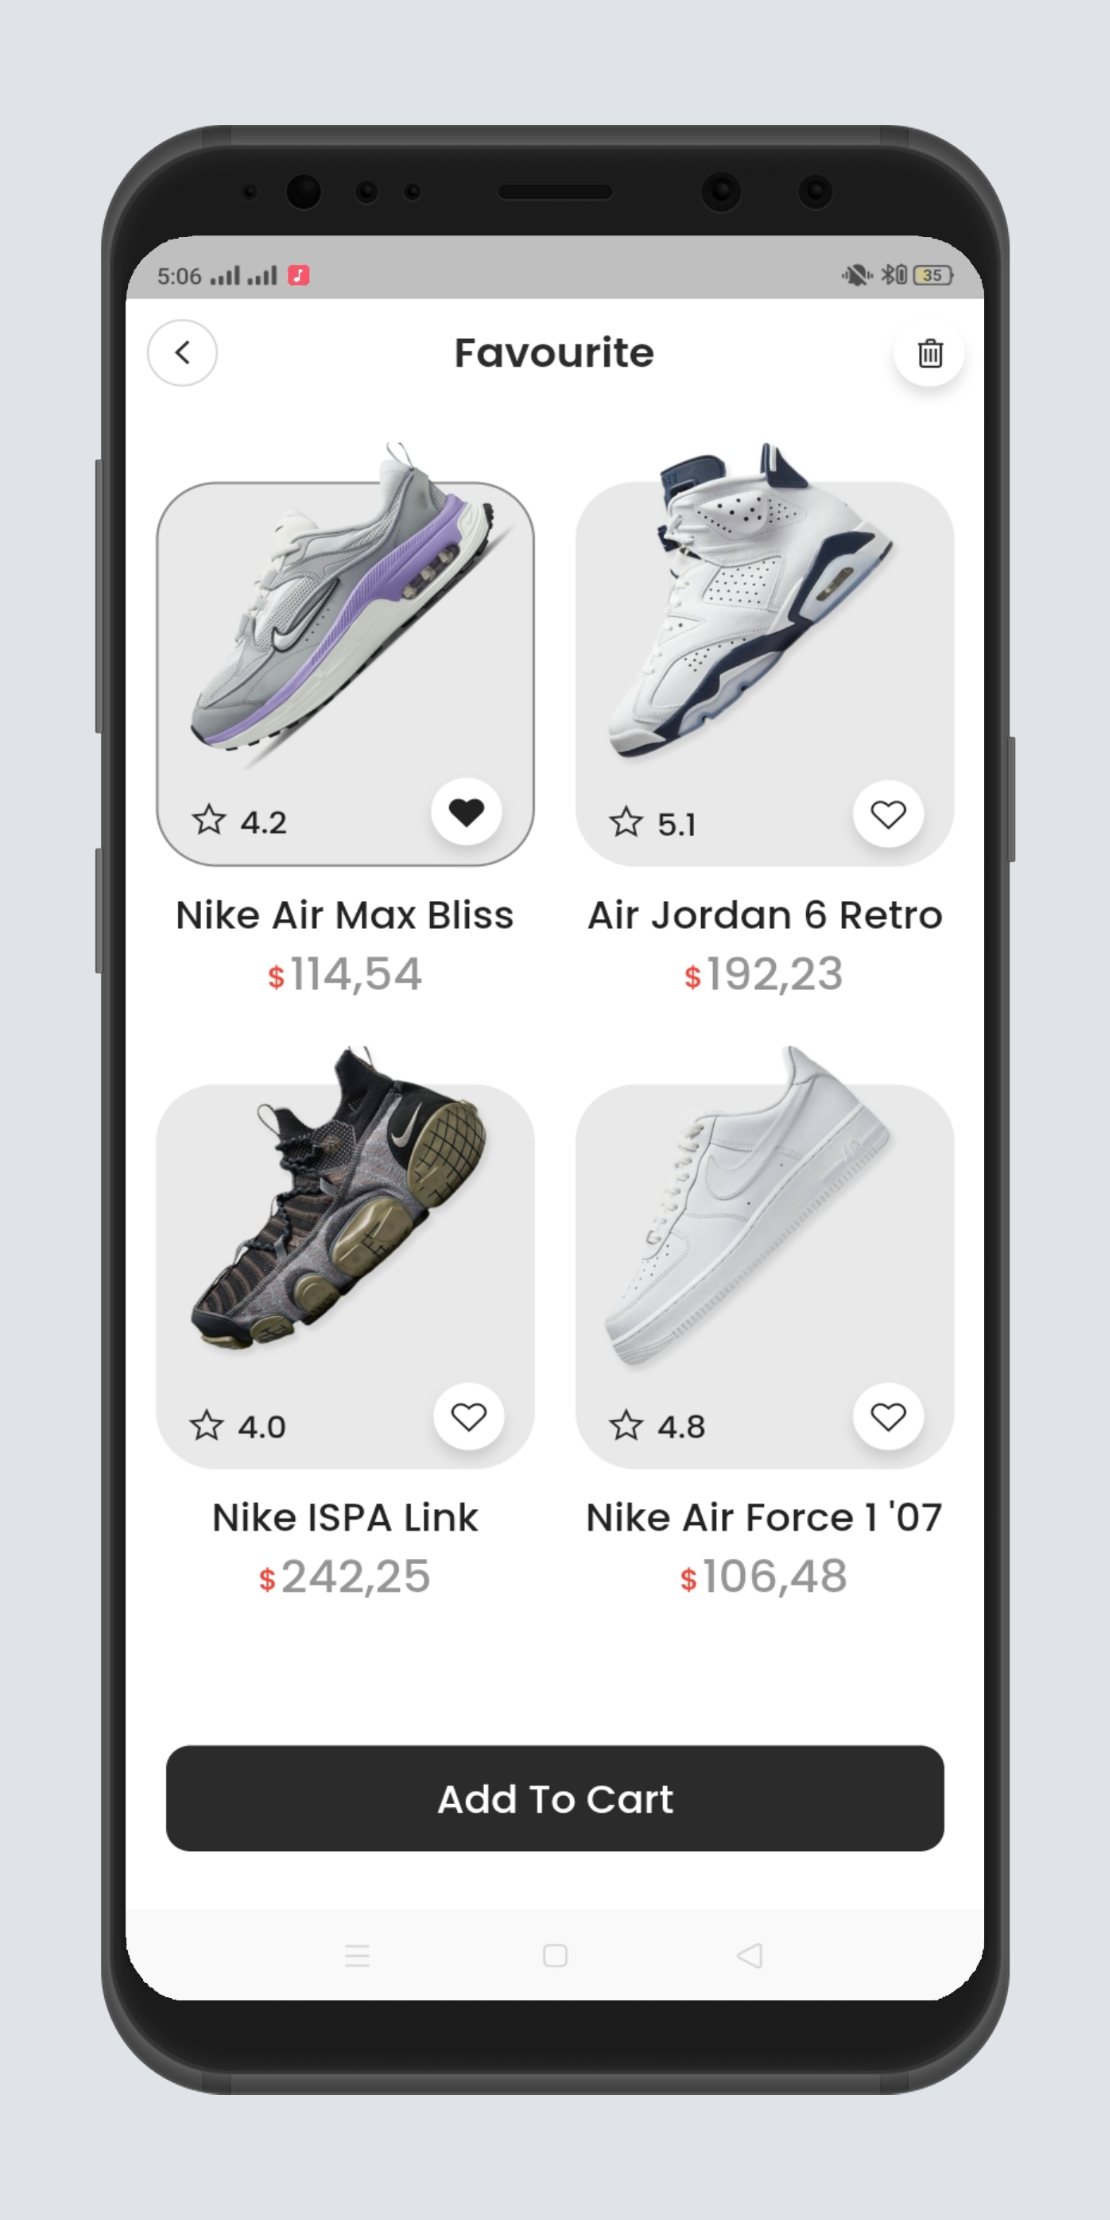 5:06 35
Favourite
4.2 5.1
Nike Air Max Bliss Air Jordan 6 Retro
$114,54 $192,23
4.0 4.8
Nike ISPA Link Nike Air Force 1 '07
$242,25 $106,48
Add To Cart